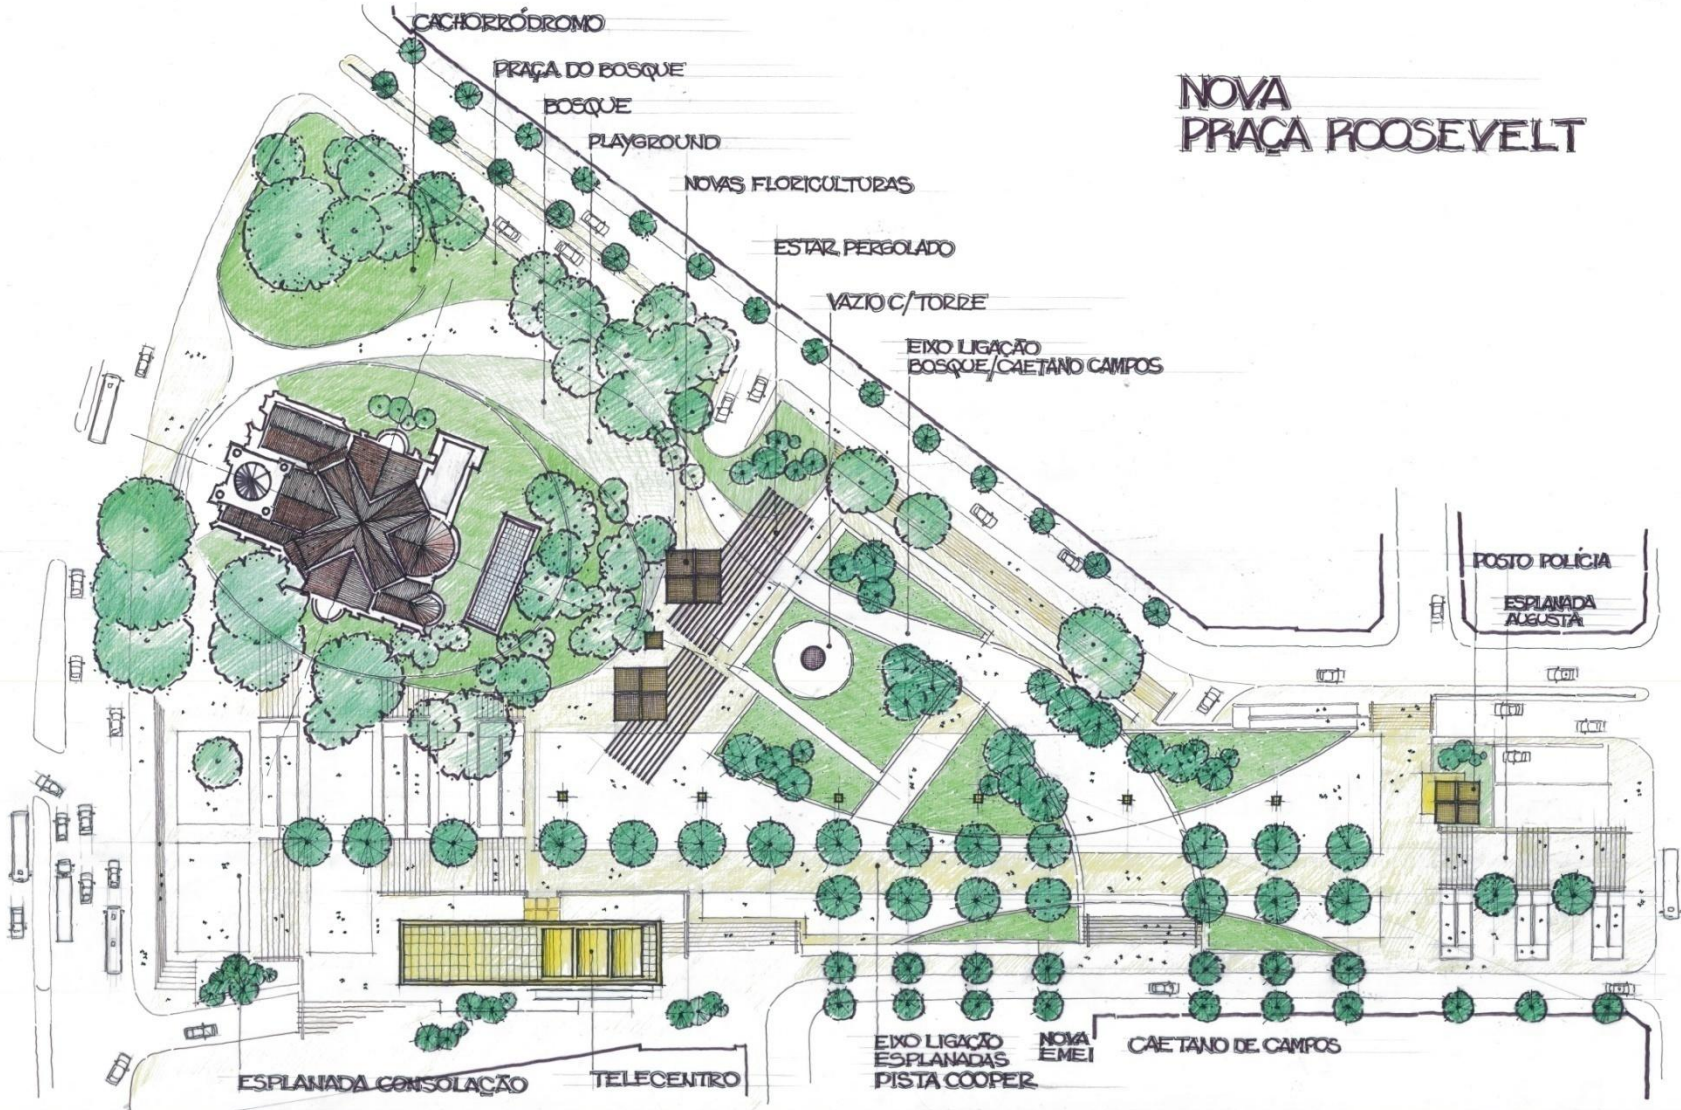 CACHORRÓDROMO
PRAÇA DO BOSQUE
BOSQUE
PLAYGROUND
NOVAS FLORICULTURAS
ESTAR PERGOLADO
VAZIO C/TORRE
EIXO LIGAÇÃO
BOSQUE/CAETANO CAMPOS
NOVA
PRAÇA ROOSEVELT
POSTO POLÍCIA
ESPLANADA
AUGUSTA
ESPLANADA CONSOLAÇÃO
TELECENTRO
EIXO LIGAÇÃO
ESPLANADAS
PISTA COOPER
NOVA
EMEI
CAETANO DE CAMPOS